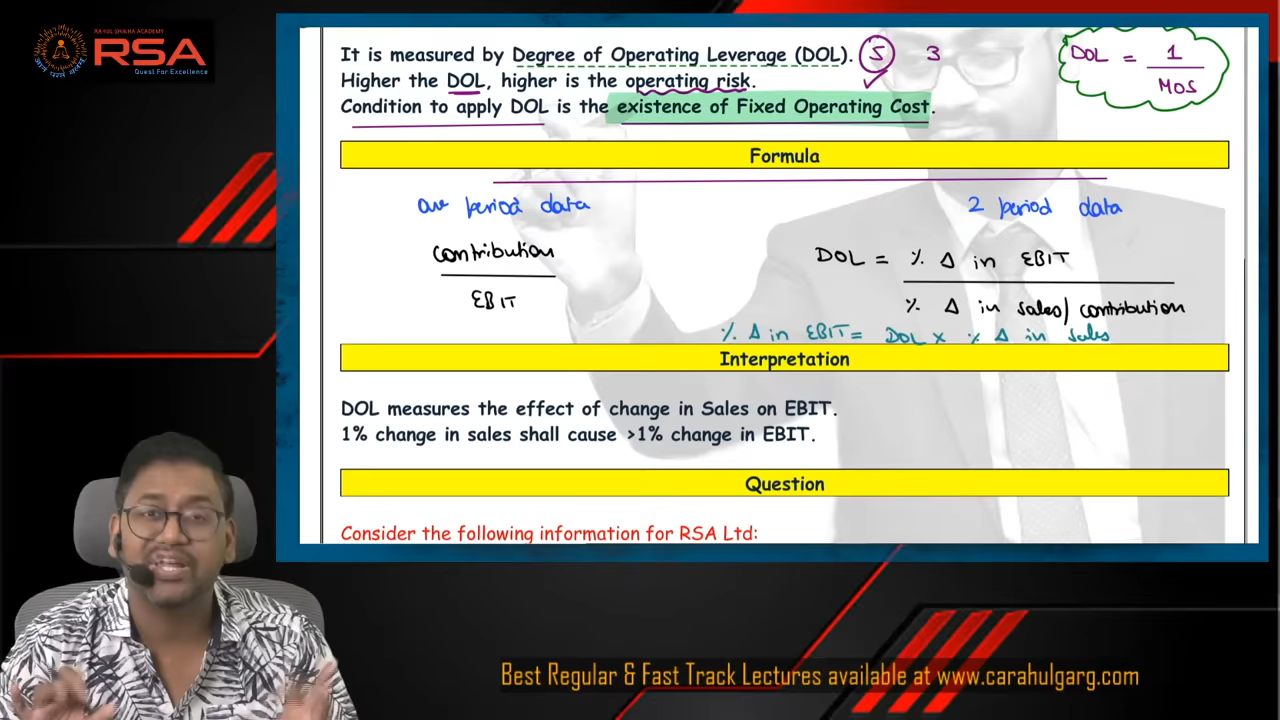 RAHUL SHIKHA ACADEMY
RSA
Quest For Excellence
It is measured by Degree of Operating Leverage (DOL). 5 3
Higher the DOL, higher is the operating risk.
Condition to apply DOL is the existence of Fixed Operating Cost.
DOL = 1
MOS
Formula
one period data
contribution
EBIT
2 period data
DOL = % Δ in EBIT
% Δ in sales/contribution
% Δ in EBIT = DOL × % Δ in sales
Interpretation
DOL measures the effect of change in Sales on EBIT.
1% change in sales shall cause >1% change in EBIT.
Question
Consider the following information for RSA Ltd:
Best Regular & Fast Track Lectures available at www.carahulgarg.com